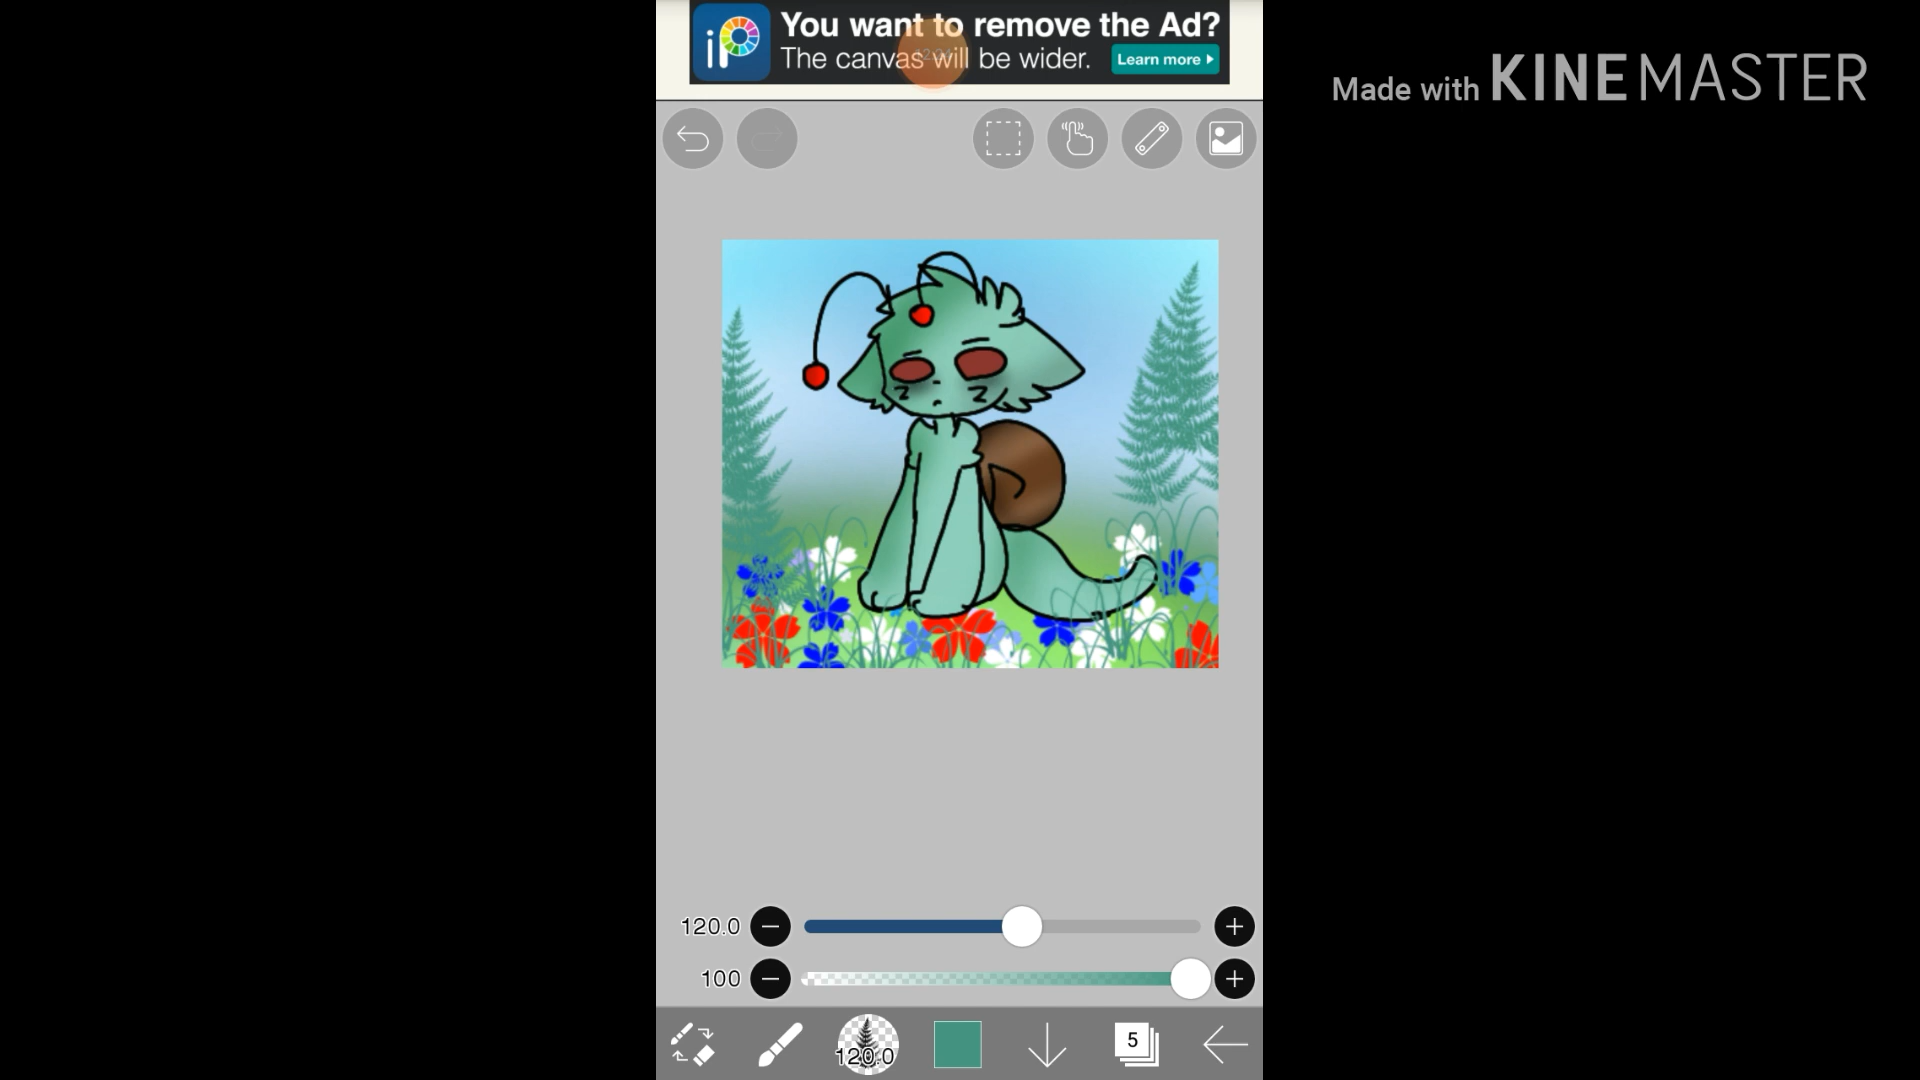 iP
You want to remove the Ad?
The canvas will be wider.
Learn more
Made with KINEMASTER
120.0
100
120.0
5